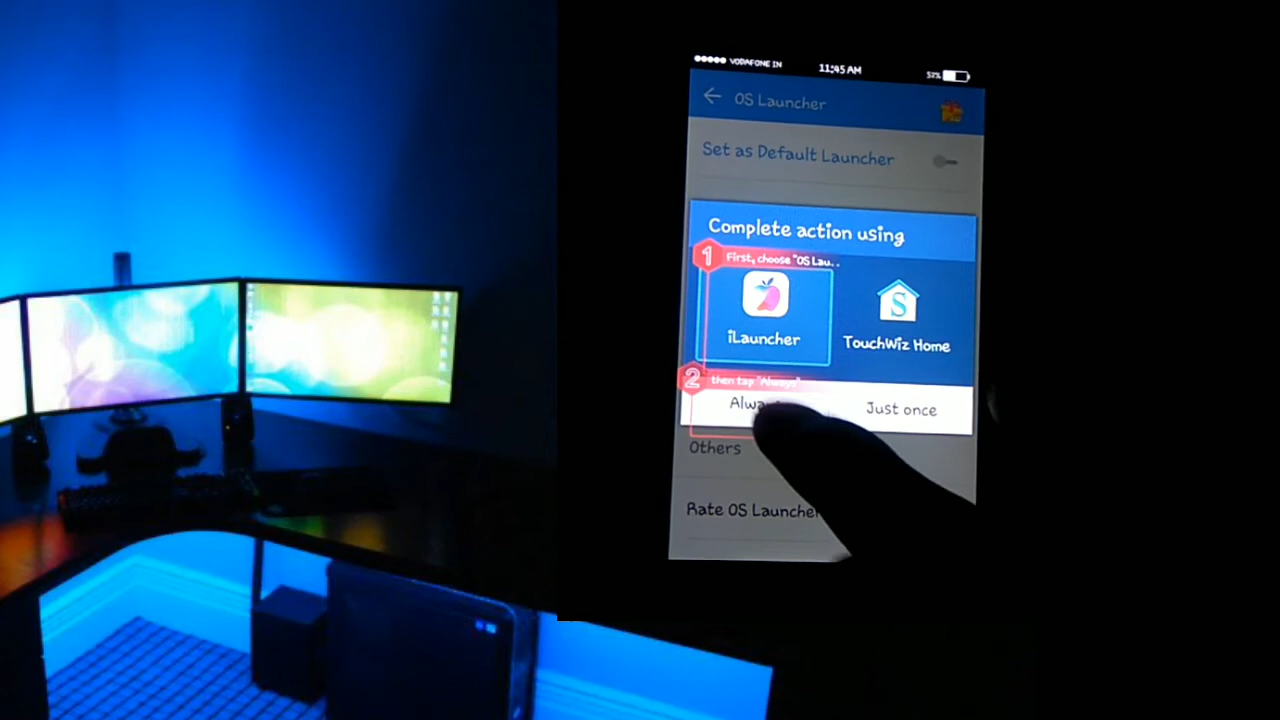 VODAFONE IN 11:45 AM 52%
OS Launcher
Set as Default Launcher
Complete action using
1 First, choose "OS Lau...
iLauncher
S
TouchWiz Home
2 then tap "Always"
Just once
Others
Rate OS Launcher